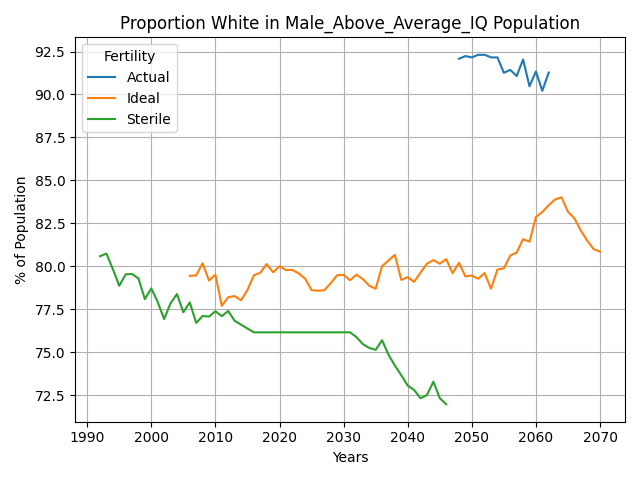 Proportion White in Male_Above_Average_IQ Population
Fertility
Actual
Ideal
Sterile
% of Population
92.5
90.0
87.5
85.0
82.5
80.0
77.5
75.0
72.5
1990 2000 2010 2020 2030 2040 2050 2060 2070
Years